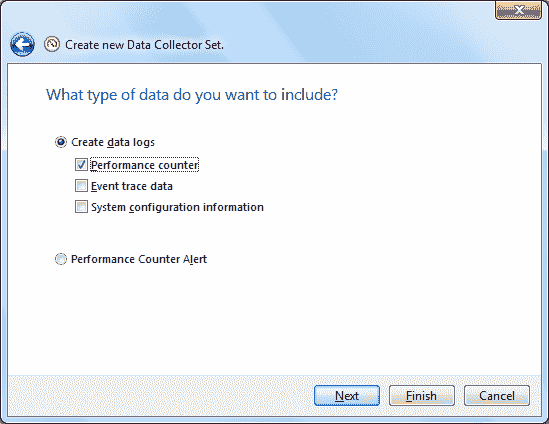 Create new Data Collector Set.
What type of data do you want to include?
Create data logs
Performance counter
Event trace data
System configuration information
Performance Counter Alert
Next Finish Cancel